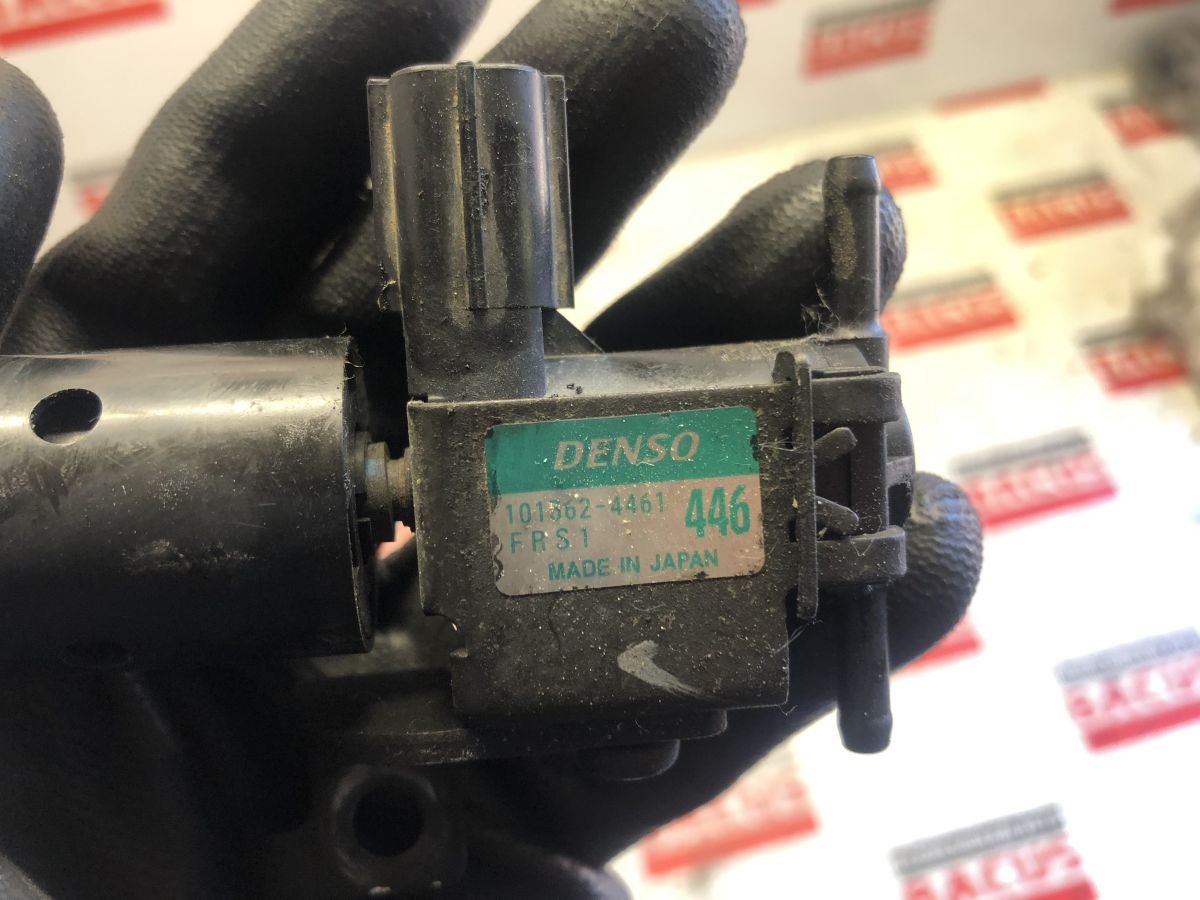 DENSO
101362-4461
FRS1
446
MADE IN JAPAN